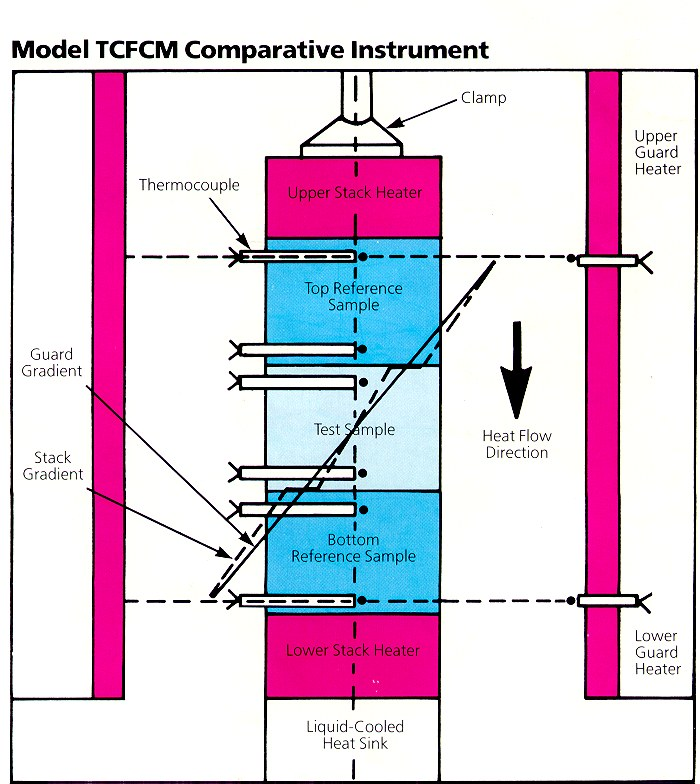 Model TCFCM Comparative Instrument
Clamp
Upper
Guard
Heater
Thermocouple
Upper Stack Heater
Top Reference
Sample
Guard
Gradient
Test Sample
Heat Flow
Direction
Stack
Gradient
Bottom
Reference Sample
Lower Stack Heater
Lower
Guard
Heater
Liquid-Cooled
Heat Sink